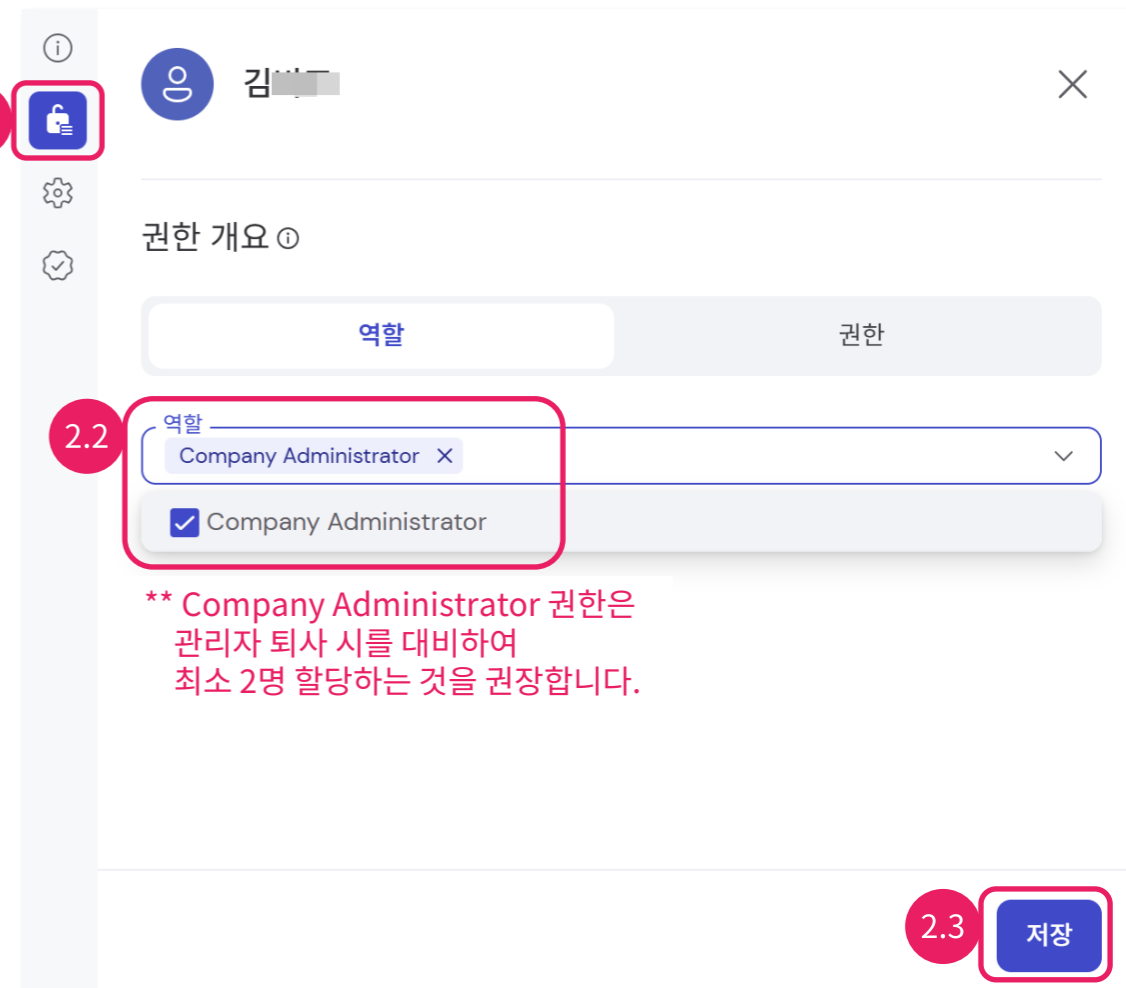 김
권한 개요
역할
권한
2.2
역할
Company Administrator
Company Administrator
** Company Administrator 권한은
관리자 퇴사 시를 대비하여
최소 2명 할당하는 것을 권장합니다.
2.3
저장